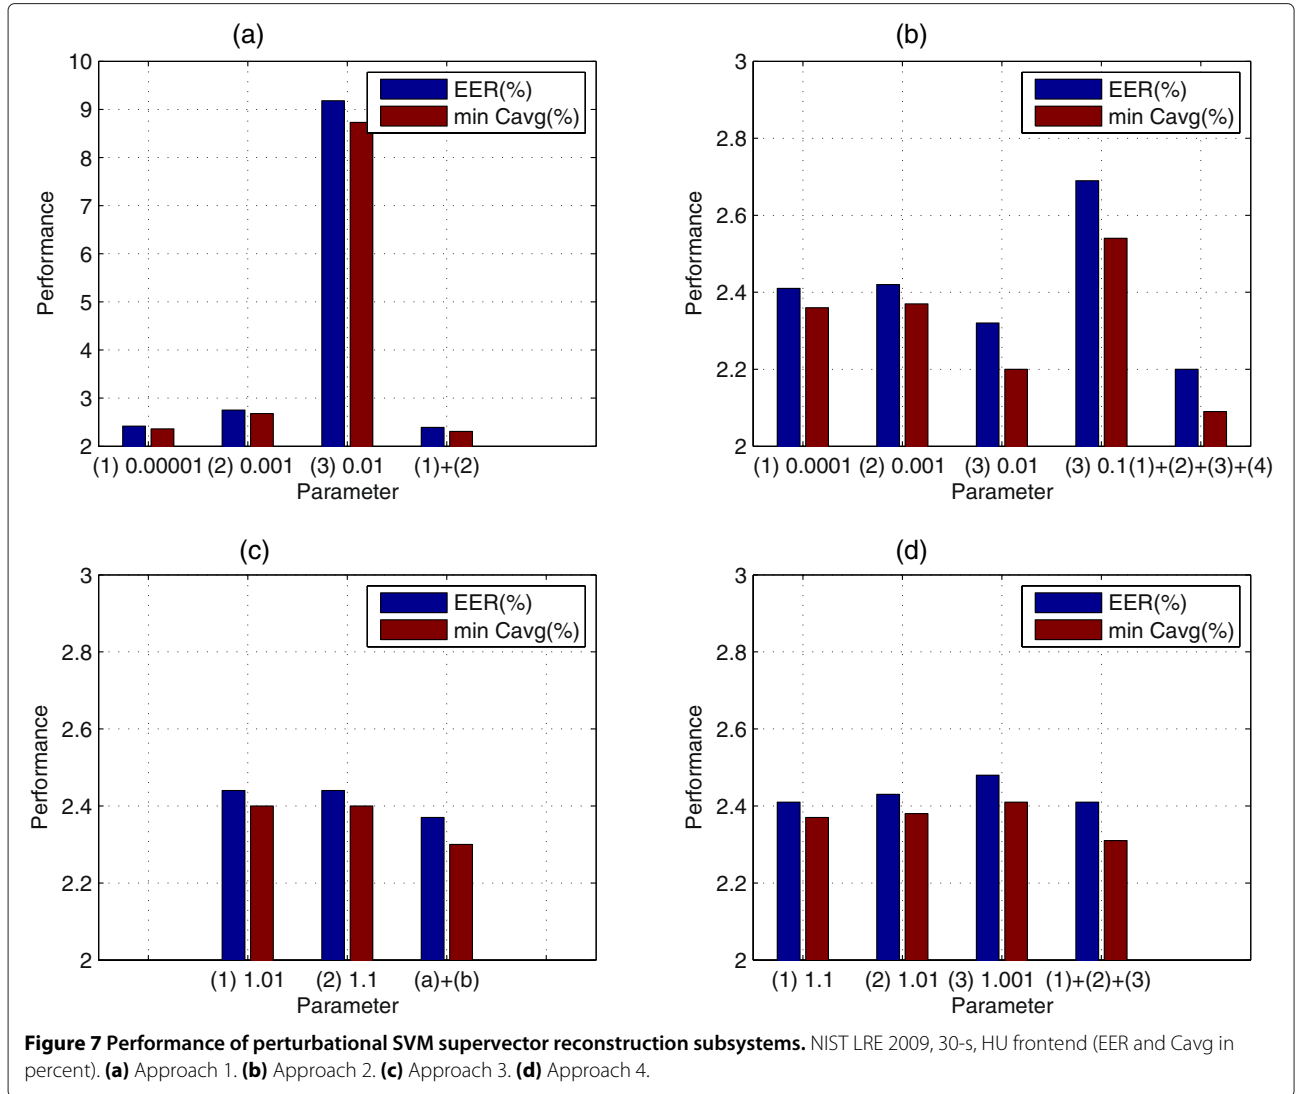 (a)
10
9
8
7
6
5
4
3
2
Performance
EER(%)
min Cavg(%)
(1) 0.00001 (2) 0.001 (3) 0.01 (1)+(2)
Parameter
(b)
3
2.8
2.6
2.4
2.2
2
Performance
EER(%)
min Cavg(%)
(1) 0.0001 (2) 0.001 (3) 0.01 (3) 0.1(1)+(2)+(3)+(4)
Parameter
(c)
3
2.8
2.6
2.4
2.2
2
Performance
EER(%)
min Cavg(%)
(1) 1.01 (2) 1.1 (a)+(b)
Parameter
(d)
3
2.8
2.6
2.4
2.2
2
Performance
EER(%)
min Cavg(%)
(1) 1.1 (2) 1.01 (3) 1.001 (1)+(2)+(3)
Parameter
Figure 7 Performance of perturbational SVM supervector reconstruction subsystems. NIST LRE 2009, 30-s, HU frontend (EER and Cavg in
percent). (a) Approach 1. (b) Approach 2. (c) Approach 3. (d) Approach 4.